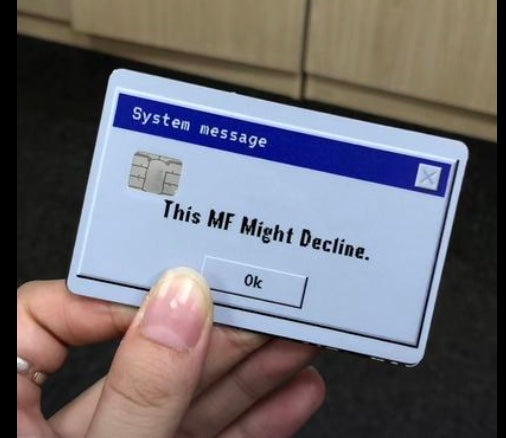 System message
This MF Might Decline.
Ok